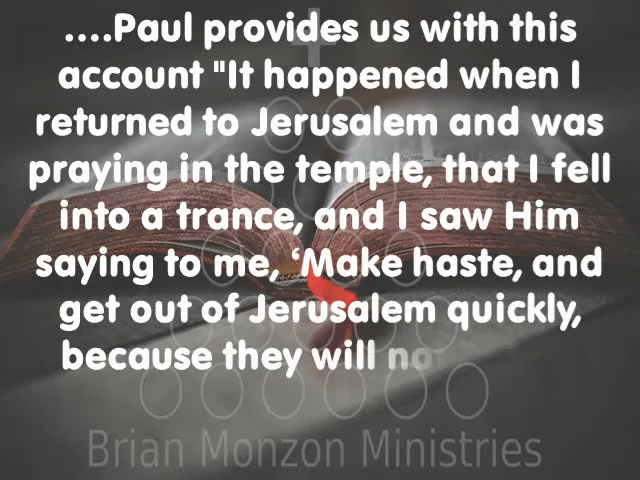 ....Paul provides us with this
account "It happened when I
returned to Jerusalem and was
praying in the temple, that I fell
into a trance, and I saw Him
saying to me, ‘Make haste, and
get out of Jerusalem quickly,
because they will no
Brian Monzon Ministries